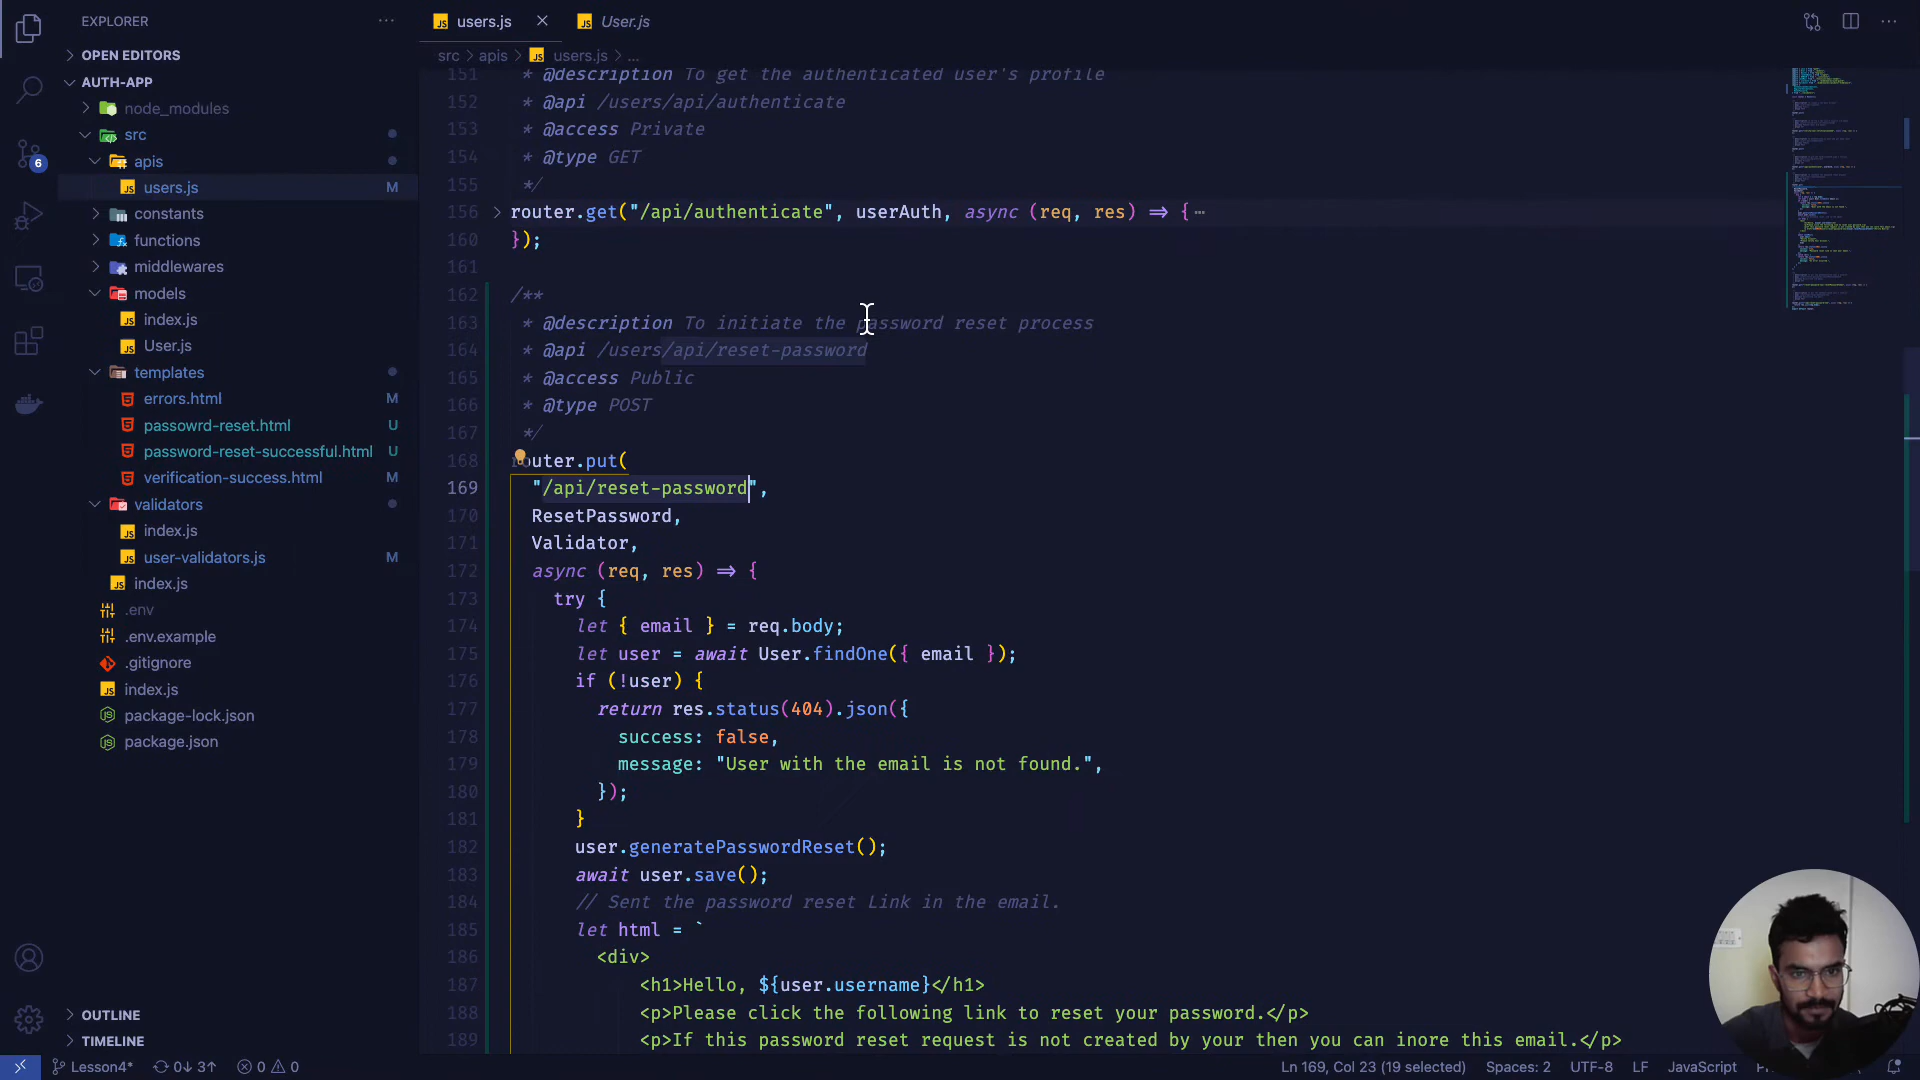 EXPLORER
OPEN EDITORS
AUTH-APP
node_modules
src
apis
users.js M
constants
functions
middlewares
models
index.js
User.js
templates
errors.html M
passowrd-reset.html U
password-reset-successful.html U
verification-success.html M
validators
index.js
user-validators.js M
index.js
.env
.env.example
.gitignore
index.js
package-lock.json
package.json
OUTLINE
TIMELINE
6
users.js
User.js
src > apis > users.js > ...
151 * @description To get the authenticated user's profile
152 * @api /users/api/authenticate
153 * @access Private
154 * @type GET
155 */
156 router.get("/api/authenticate", userAuth, async (req, res) => {…
160 });
161
162 /**
163 * @description To initiate the password reset process
164 * @api /users/api/reset-password
165 * @access Public
166 * @type POST
167 */
168 router.put(
169 "/api/reset-password",
170 ResetPassword,
171 Validator,
172 async (req, res) => {
173 try {
174 let { email } = req.body;
175 let user = await User.findOne({ email });
176 if (!user) {
177 return res.status(404).json({
178 success: false,
179 message: "User with the email is not found.",
180 });
181 }
182 user.generatePasswordReset();
183 await user.save();
184 // Sent the password reset Link in the email.
185 let html = `
186 <div>
187 <h1>Hello, ${user.username}</h1>
188 <p>Please click the following link to reset your password.</p>
189 <p>If this password reset request is not created by your then you can inore this email.</p>
Lesson4* 0↓ 3↑ 0 0
Ln 169, Col 23 (19 selected) Spaces: 2 UTF-8 LF JavaScript